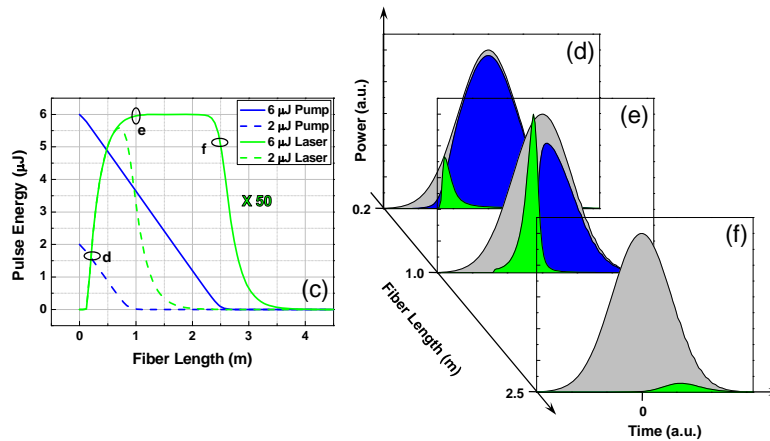 6 μJ Pump
2 μJ Pump
6 μJ Laser
2 μJ Laser
X 50
d
e
f
(c)
6
5
4
3
2
1
0
Pulse Energy (μJ)
0 1 2 3 4
Fiber Length (m)
(d)
(e)
(f)
Power (a.u.)
0.2
1.0
2.5
Fiber Length (m)
0
Time (a.u.)